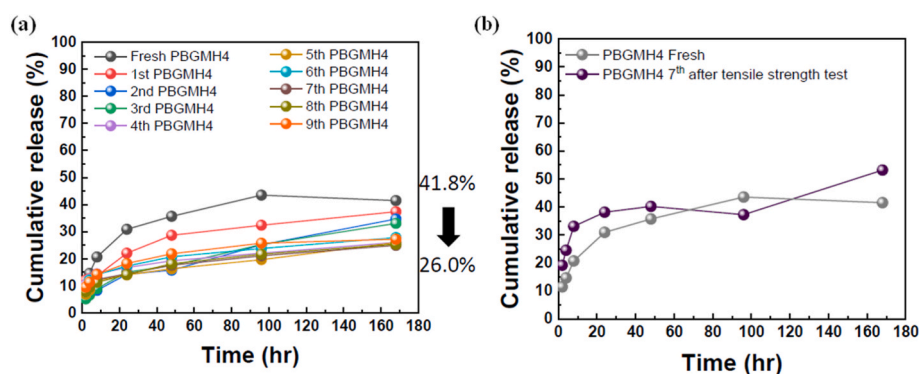 (a)
Cumulative release (%)
100
90
80
70
60
50
40
30
20
10
0
Fresh PBGMH4
1st PBGMH4
2nd PBGMH4
3rd PBGMH4
4th PBGMH4
5th PBGMH4
6th PBGMH4
7th PBGMH4
8th PBGMH4
9th PBGMH4
41.8%
26.0%
0 20 40 60 80 100 120 140 160 180
Time (hr)
(b)
Cumulative release (%)
100
90
80
70
60
50
40
30
20
10
0
PBGMH4 Fresh
PBGMH4 7th after tensile strength test
0 20 40 60 80 100 120 140 160 180
Time (hr)